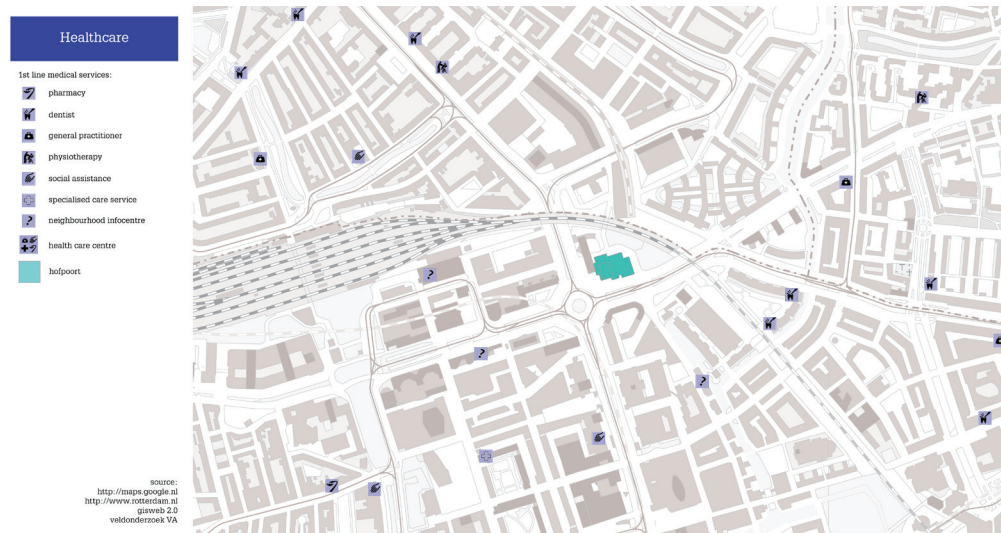 Healthcare
1st line medical services:
pharmacy
dentist
general practitioner
physiotherapy
social assistance
specialised care service
neighbourhood infocentre
health care centre
hofpoort
source:
http://maps.google.nl
http://www.rotterdam.nl
gisweb 2.0
veldonderzoek VA